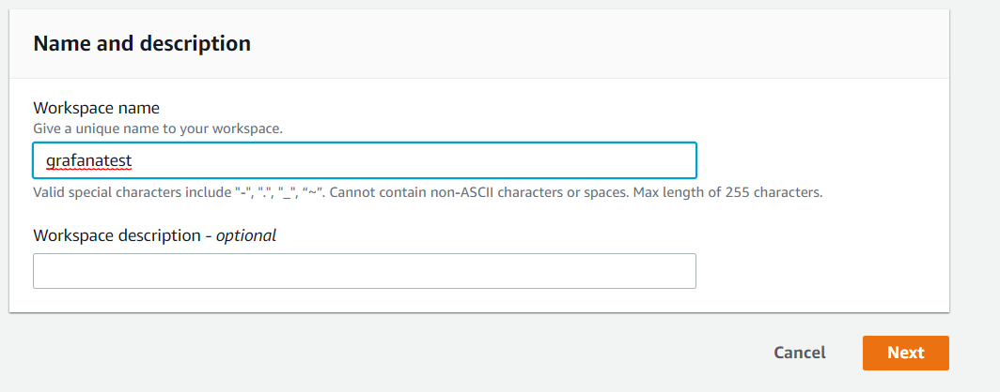 Name and description
Workspace name
Give a unique name to your workspace.
grafanatest
Valid special characters include "-", ".", "_", “~”. Cannot contain non-ASCII characters or spaces. Max length of 255 characters.
Workspace description - optional
Cancel Next